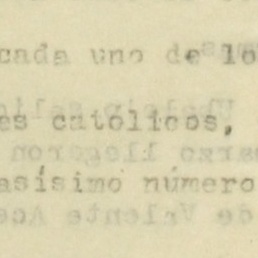 cada uno de lo
es católicos,
asísimo número